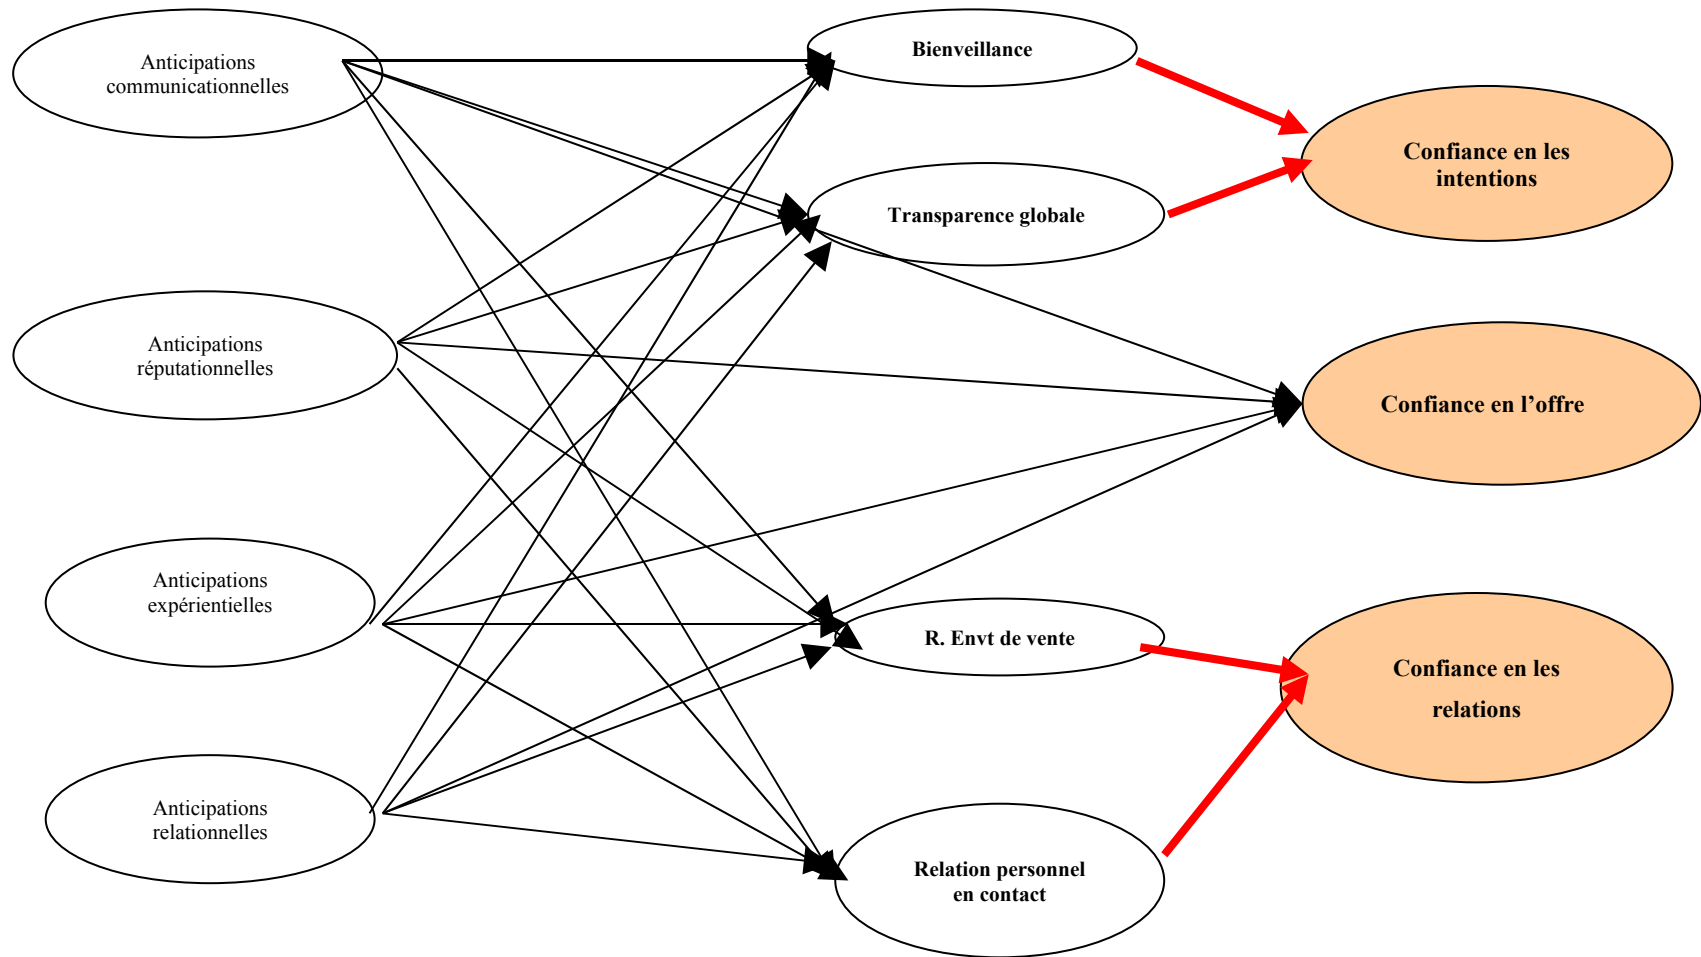 Anticipations
communicationnelles
Bienveillance
Confiance en les
intentions
Transparence globale
Anticipations
réputationnelles
Confiance en l’offre
Anticipations
expérientielles
R. Envt de vente
Confiance en les
relations
Anticipations
relationnelles
Relation personnel
en contact